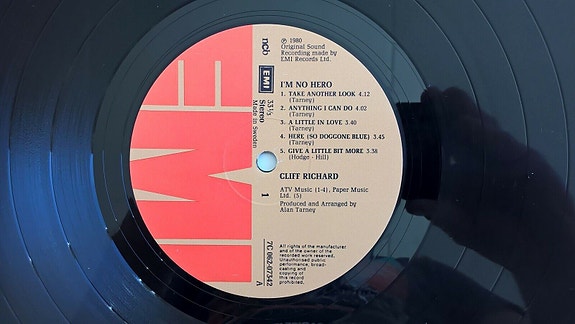 ℗ 1980
Original Sound
Recording made by
EMI Records Ltd.
ncb
EMI
33⅓
Stereo
Made in Sweden
I'M NO HERO
1. TAKE ANOTHER LOOK 4.12
(Tarney)
2. ANYTHING I CAN DO 4.02
(Tarney)
3. A LITTLE IN LOVE 3.40
(Tarney)
4. HERE (SO DOGGONE BLUE) 3.45
(Tarney)
5. GIVE A LITTLE BIT MORE 3.38
(Hodge - Hill)
CLIFF RICHARD
1
ATV Music (1-4), Paper Music
Ltd. (5)
Produced and Arranged by
Alan Tarney
7C 062-07342
A
All rights of the manufacturer
and of the owner of the
recorded work reserved.
Unauthorised public
performance, broad-
casting and
copying of
this record
prohibited.
EMI